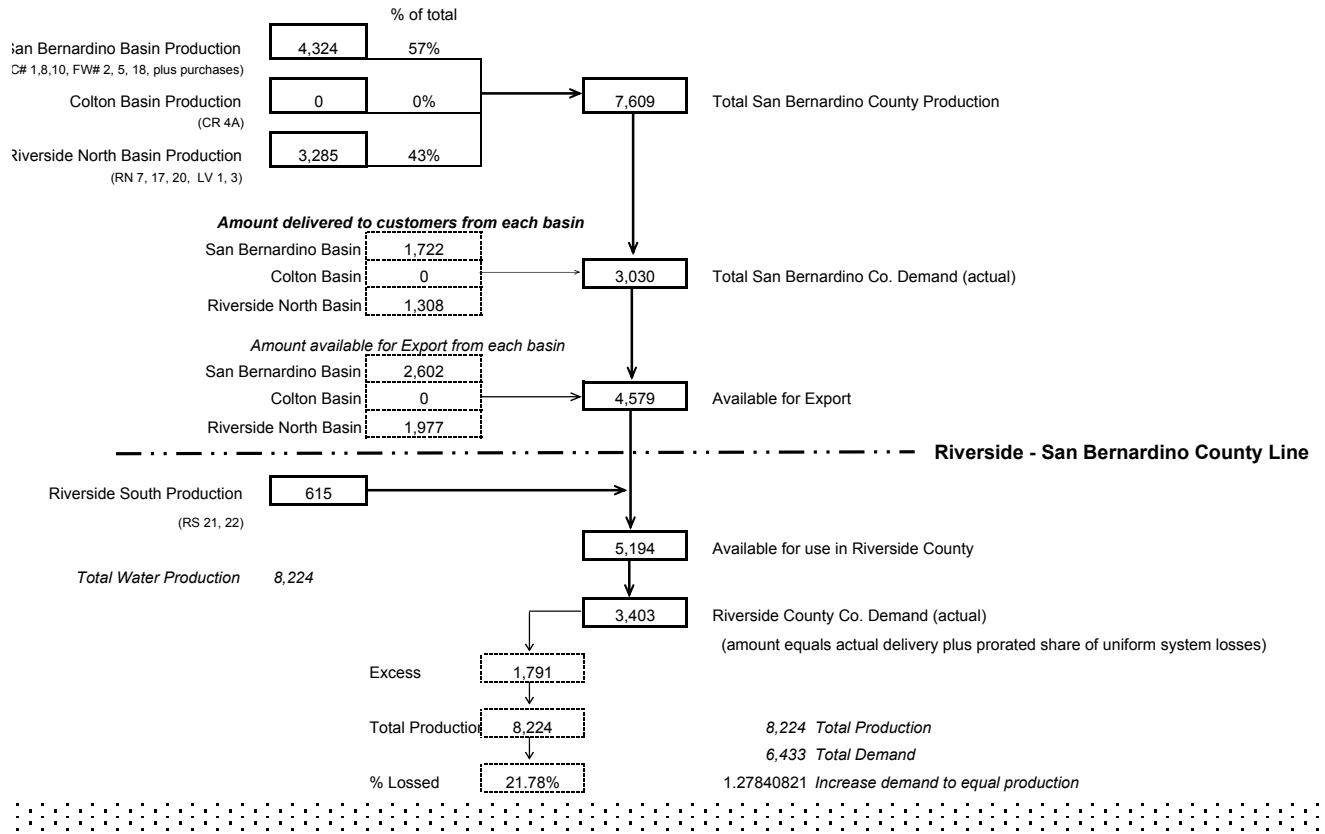 % of total
San Bernardino Basin Production 4,324 57%
C# 1,8,10, FW# 2, 5, 18, plus purchases)
Colton Basin Production 0 0% 7,609 Total San Bernardino County Production
(CR 4A)
Riverside North Basin Production 3,285 43%
(RN 7, 17, 20, LV 1, 3)
Amount delivered to customers from each basin
San Bernardino Basin 1,722
Colton Basin 0 3,030 Total San Bernardino Co. Demand (actual)
Riverside North Basin 1,308
Amount available for Export from each basin
San Bernardino Basin 2,602
Colton Basin 0 4,579 Available for Export
Riverside North Basin 1,977
Riverside - San Bernardino County Line
Riverside South Production 615
(RS 21, 22)
5,194 Available for use in Riverside County
Total Water Production 8,224
3,403 Riverside County Co. Demand (actual)
(amount equals actual delivery plus prorated share of uniform system losses)
Excess 1,791
Total Production 8,224 8,224 Total Production
6,433 Total Demand
% Lossed 21.78% 1.27840821 Increase demand to equal production